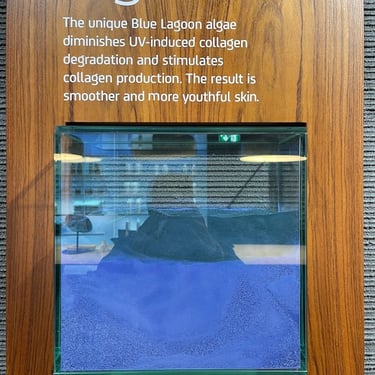 The unique Blue Lagoon algae
diminishes UV-induced collagen
degradation and stimulates
collagen production. The result is
smoother and more youthful skin.